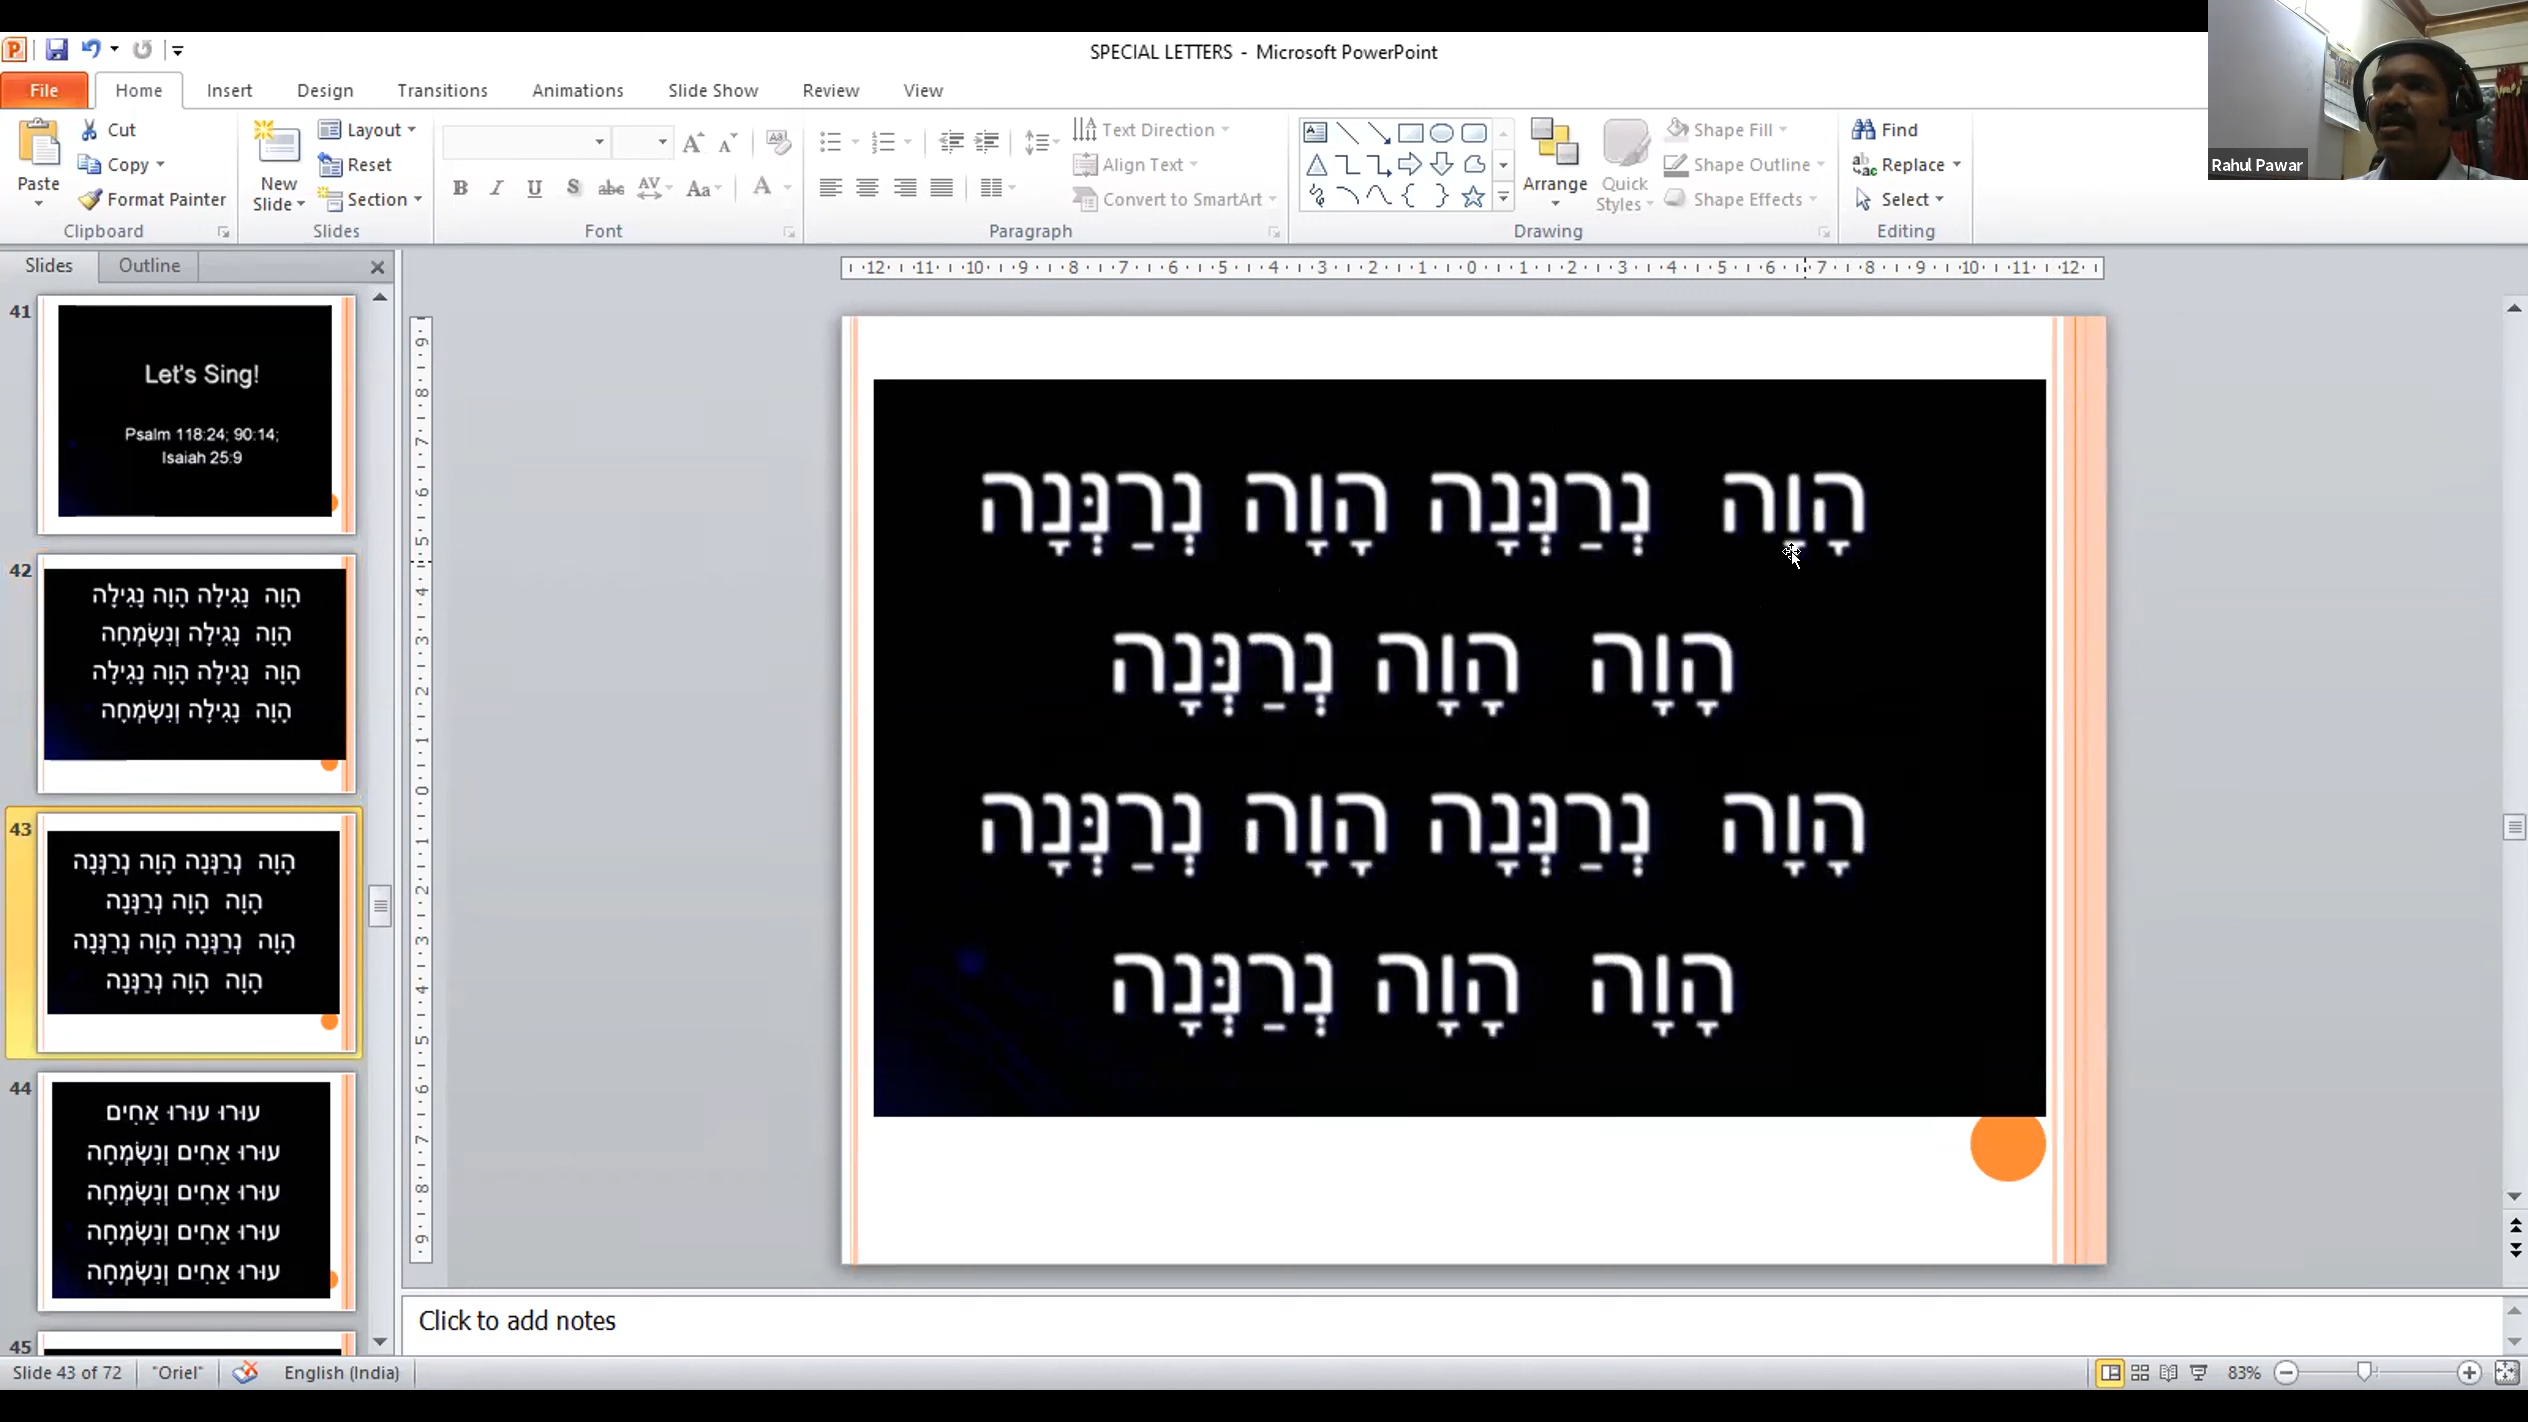 SPECIAL LETTERS - Microsoft PowerPoint
File Home Insert Design Transitions Animations Slide Show Review View
Rahul Pawar
Paste
Cut
Copy
Format Painter
Clipboard
New Slide
Layout
Reset
Section
Slides
Font
Text Direction
Align Text
Convert to SmartArt
Paragraph
Arrange
Quick Styles
Shape Fill
Shape Outline
Shape Effects
Drawing
Find
Replace
Select
Editing
Slides Outline
41
Let's Sing!
Psalm 118:24; 90:14;
Isaiah 25:9
42
הָוָה נָגִילָה הָוָה נָגִילָה
הָוָה נָגִילָה וְנִשְׂמְחָה
הָוָה נָגִילָה הָוָה נָגִילָה
הָוָה נָגִילָה וְנִשְׂמְחָה
43
הָוָה נְרַנְּנָה הָוָה נְרַנְּנָה
הָוָה הָוָה נְרַנְּנָה
הָוָה נְרַנְּנָה הָוָה נְרַנְּנָה
הָוָה הָוָה נְרַנְּנָה
44
עוּרוּ עוּרוּ אַחִים
עוּרוּ אַחִים וְנִשְׂמְחָה
עוּרוּ אַחִים וְנִשְׂמְחָה
עוּרוּ אַחִים וְנִשְׂמְחָה
עוּרוּ אַחִים וְנִשְׂמְחָה
45
הָוָה נְרַנְּנָה הָוָה נְרַנְּנָה
הָוָה הָוָה נְרַנְּנָה
הָוָה נְרַנְּנָה הָוָה נְרַנְּנָה
הָוָה הָוָה נְרַנְּנָה
Click to add notes
Slide 43 of 72 "Oriel" English (India) 83%